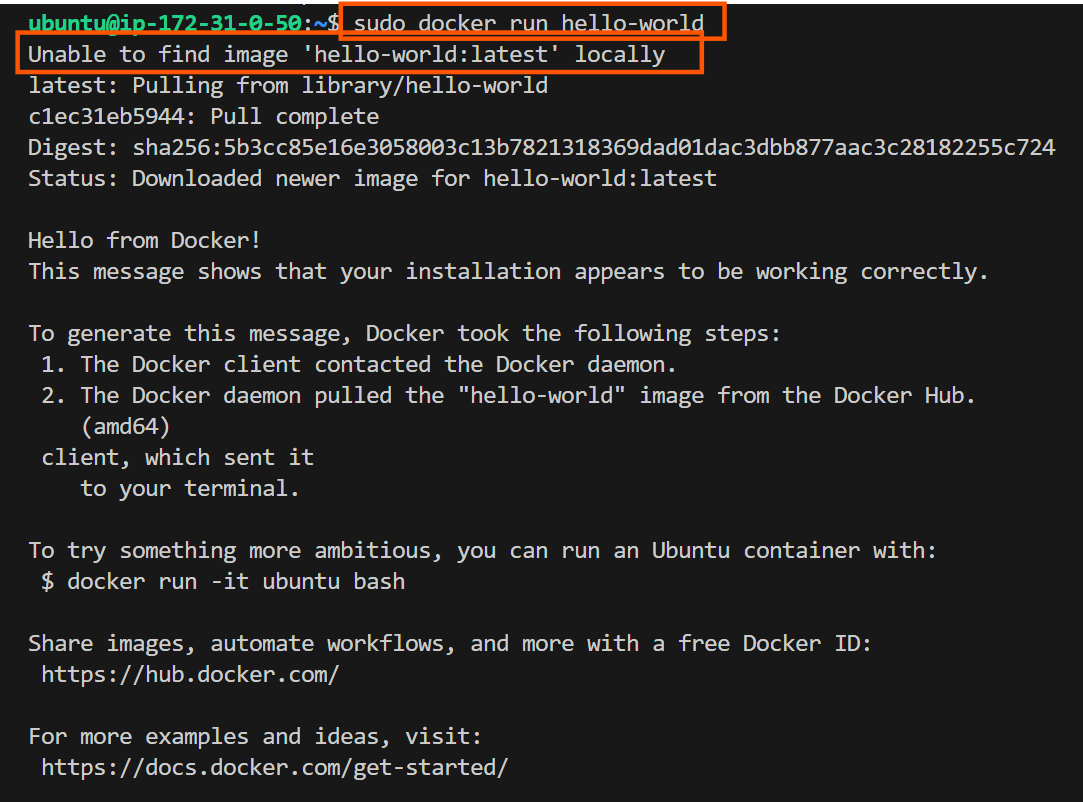 ubuntu@ip-172-31-0-50:~$ sudo docker run hello-world
Unable to find image 'hello-world:latest' locally
latest: Pulling from library/hello-world
c1ec31eb5944: Pull complete
Digest: sha256:5b3cc85e16e3058003c13b7821318369dad01dac3dbb877aac3c28182255c724
Status: Downloaded newer image for hello-world:latest

Hello from Docker!
This message shows that your installation appears to be working correctly.

To generate this message, Docker took the following steps:
 1. The Docker client contacted the Docker daemon.
 2. The Docker daemon pulled the "hello-world" image from the Docker Hub.
    (amd64)
 client, which sent it
    to your terminal.

To try something more ambitious, you can run an Ubuntu container with:
 $ docker run -it ubuntu bash

Share images, automate workflows, and more with a free Docker ID:
 https://hub.docker.com/

For more examples and ideas, visit:
 https://docs.docker.com/get-started/